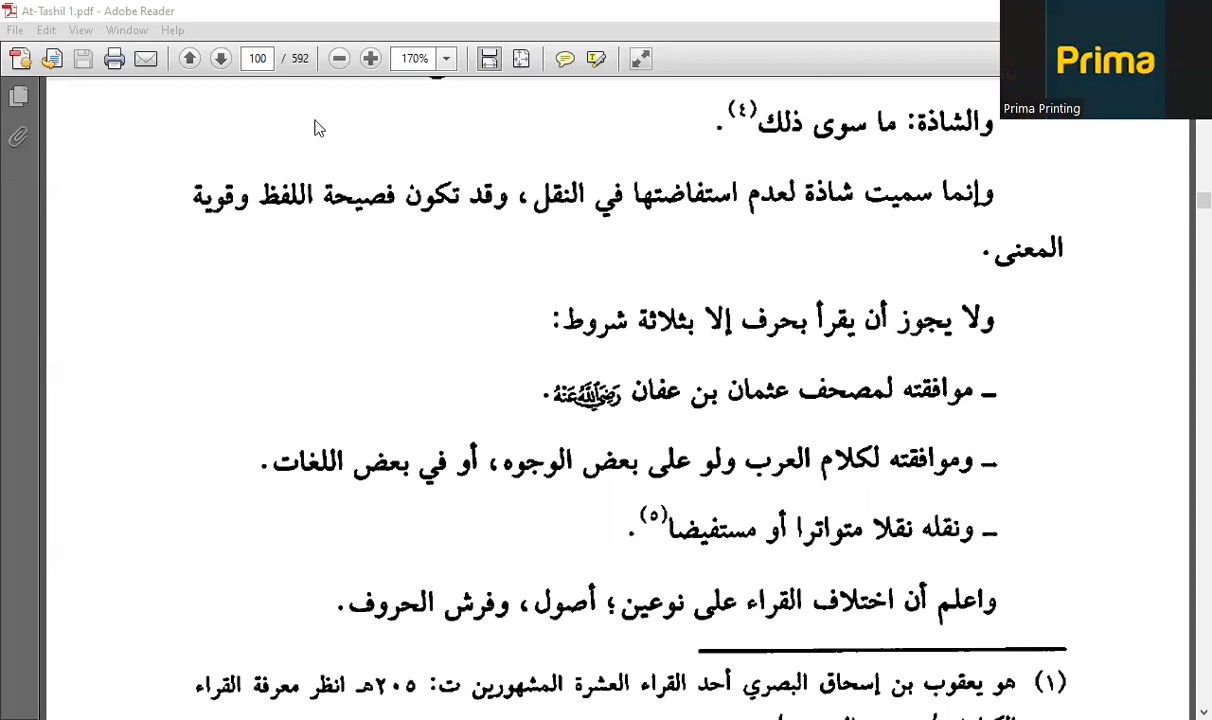 At-Tashil 1.pdf - Adobe Reader
File Edit View Window Help
100 / 592 170%
Prima
Prima Printing
والشاذة: ما سوى ذلك(٤).
وإنما سميت شاذة لعدم استفاضتها في النقل، وقد تكون فصيحة اللفظ وقوية
المعنى.
ولا يجوز أن يقرأ بحرف إلا بثلاثة شروط:
ـ موافقته لمصحف عثمان بن عفان رَضِيَ اللَّهُ عَنْهُ.
ـ وموافقته لكلام العرب ولو على بعض الوجوه، أو في بعض اللغات.
ـ ونقله نقلا متواترا أو مستفيضا(٥).
واعلم أن اختلاف القراء على نوعين؛ أصول، وفرش الحروف.
(١) هو يعقوب بن إسحاق البصري أحد القراء العشرة المشهورين ت: ٢٠٥هـ انظر معرفة القراء